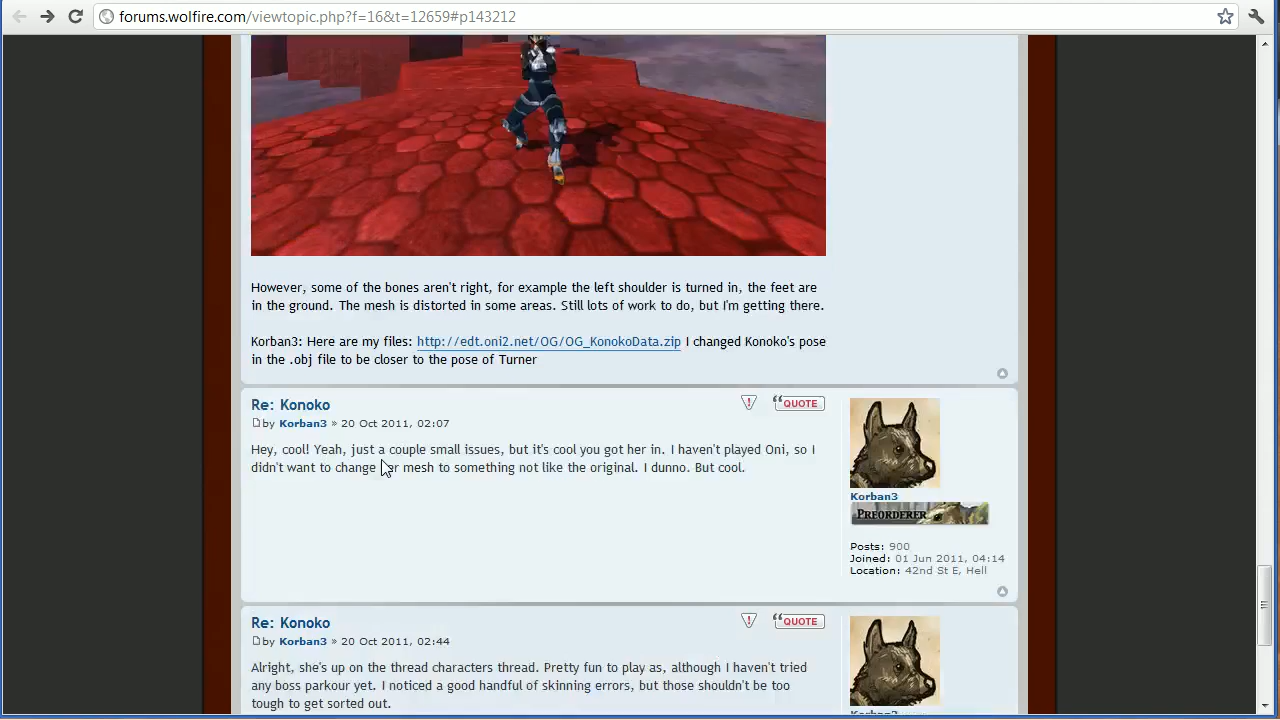 forums.wolfire.com/viewtopic.php?f=16&t=12659#p143212
However, some of the bones aren't right, for example the left shoulder is turned in, the feet are
in the ground. The mesh is distorted in some areas. Still lots of work to do, but I'm getting there.
Korban3: Here are my files: http://edt.oni2.net/OG/OG_KonokoData.zip I changed Konoko's pose
in the .obj file to be closer to the pose of Turner
Re: Konoko
QUOTE
by Korban3 » 20 Oct 2011, 02:07
Hey, cool! Yeah, just a couple small issues, but it's cool you got her in. I haven't played Oni, so I
didn't want to change her mesh to something not like the original. I dunno. But cool.
Korban3
PREORDERER
Posts: 900
Joined: 01 Jun 2011, 04:14
Location: 42nd St E, Hell
Re: Konoko
QUOTE
by Korban3 » 20 Oct 2011, 02:44
Alright, she's up on the thread characters thread. Pretty fun to play as, although I haven't tried
any boss parkour yet. I noticed a good handful of skinning errors, but those shouldn't be too
tough to get sorted out.
Korban3